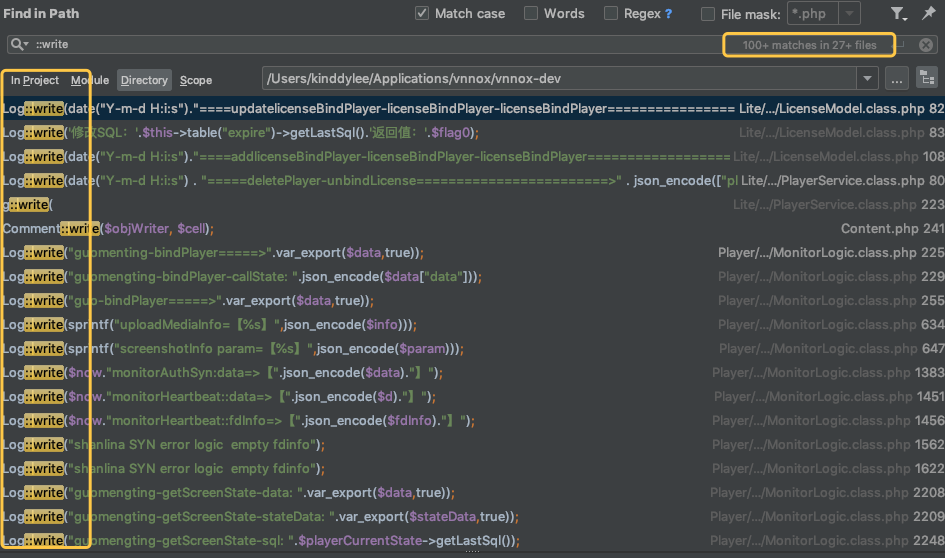 Find in Path
Match case
Words
Regex ?
File mask:
*.php
::write
100+ matches in 27+ files
In Project
Module
Directory
Scope
/Users/kinddylee/Applications/vnnox/vnnox-dev
...
Log::write(date("Y-m-d H:i:s")."====updatelicenseBindPlayer-licenseBindPlayer-licenseBindPlayer================ Lite/.../LicenseModel.class.php 82
Log::write('修改SQL: '.$this->table("expire")->getLastSql().'返回值: '.$flag0); Lite/.../LicenseModel.class.php 83
Log::write(date("Y-m-d H:i:s")."====addlicenseBindPlayer-licenseBindPlayer-licenseBindPlayer================== Lite/.../LicenseModel.class.php 108
Log::write(date("Y-m-d H:i:s") . "=====deletePlayer-unbindLicense========================>" . json_encode(["pl Lite/.../PlayerService.class.php 80
g::write( Lite/.../PlayerService.class.php 223
Comment::write($objWriter, $cell); Content.php 241
Log::write("guomenting-bindPlayer=====>".var_export($data,true)); Player/.../MonitorLogic.class.php 225
Log::write("guomengting-bindPlayer-callState: ".json_encode($data["data"])); Player/.../MonitorLogic.class.php 229
Log::write("guo-bindPlayer=====>".var_export($data,true)); Player/.../MonitorLogic.class.php 255
Log::write(sprintf("uploadMediaInfo=【%s】",json_encode($info))); Player/.../MonitorLogic.class.php 634
Log::write(sprintf("screenshotInfo param=【%s】",json_encode($param))); Player/.../MonitorLogic.class.php 647
Log::write($now."monitorAuthSyn:data=>【".json_encode($data)."】"); Player/.../MonitorLogic.class.php 1383
Log::write($now."monitorHeartbeat::data=>【".json_encode($d)."】"); Player/.../MonitorLogic.class.php 1451
Log::write($now."monitorHeartbeat::fdInfo=>【".json_encode($fdInfo)."】"); Player/.../MonitorLogic.class.php 1456
Log::write("shanlina SYN error logic  empty fdinfo"); Player/.../MonitorLogic.class.php 1562
Log::write("shanlina SYN error logic  empty fdinfo"); Player/.../MonitorLogic.class.php 1622
Log::write("guomengting-getScreenState-data: ".var_export($data,true)); Player/.../MonitorLogic.class.php 2208
Log::write("guomengting-getScreenState-stateData: ".var_export($stateData,true)); Player/.../MonitorLogic.class.php 2209
Log::write("guomengting-getScreenState-sql: ".$playerCurrentState->getLastSql()); Player/.../MonitorLogic.class.php 2248